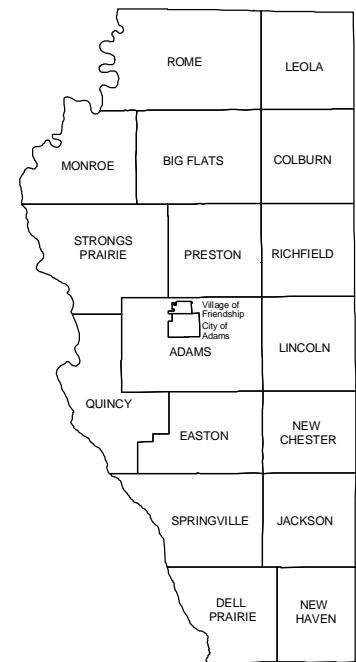 ROME
LEOLA
MONROE
BIG FLATS
COLBURN
STRONGS
PRAIRIE
PRESTON
RICHFIELD
Village of
Friendship
City of
Adams
ADAMS
LINCOLN
QUINCY
EASTON
NEW
CHESTER
SPRINGVILLE
JACKSON
DELL
PRAIRIE
NEW
HAVEN